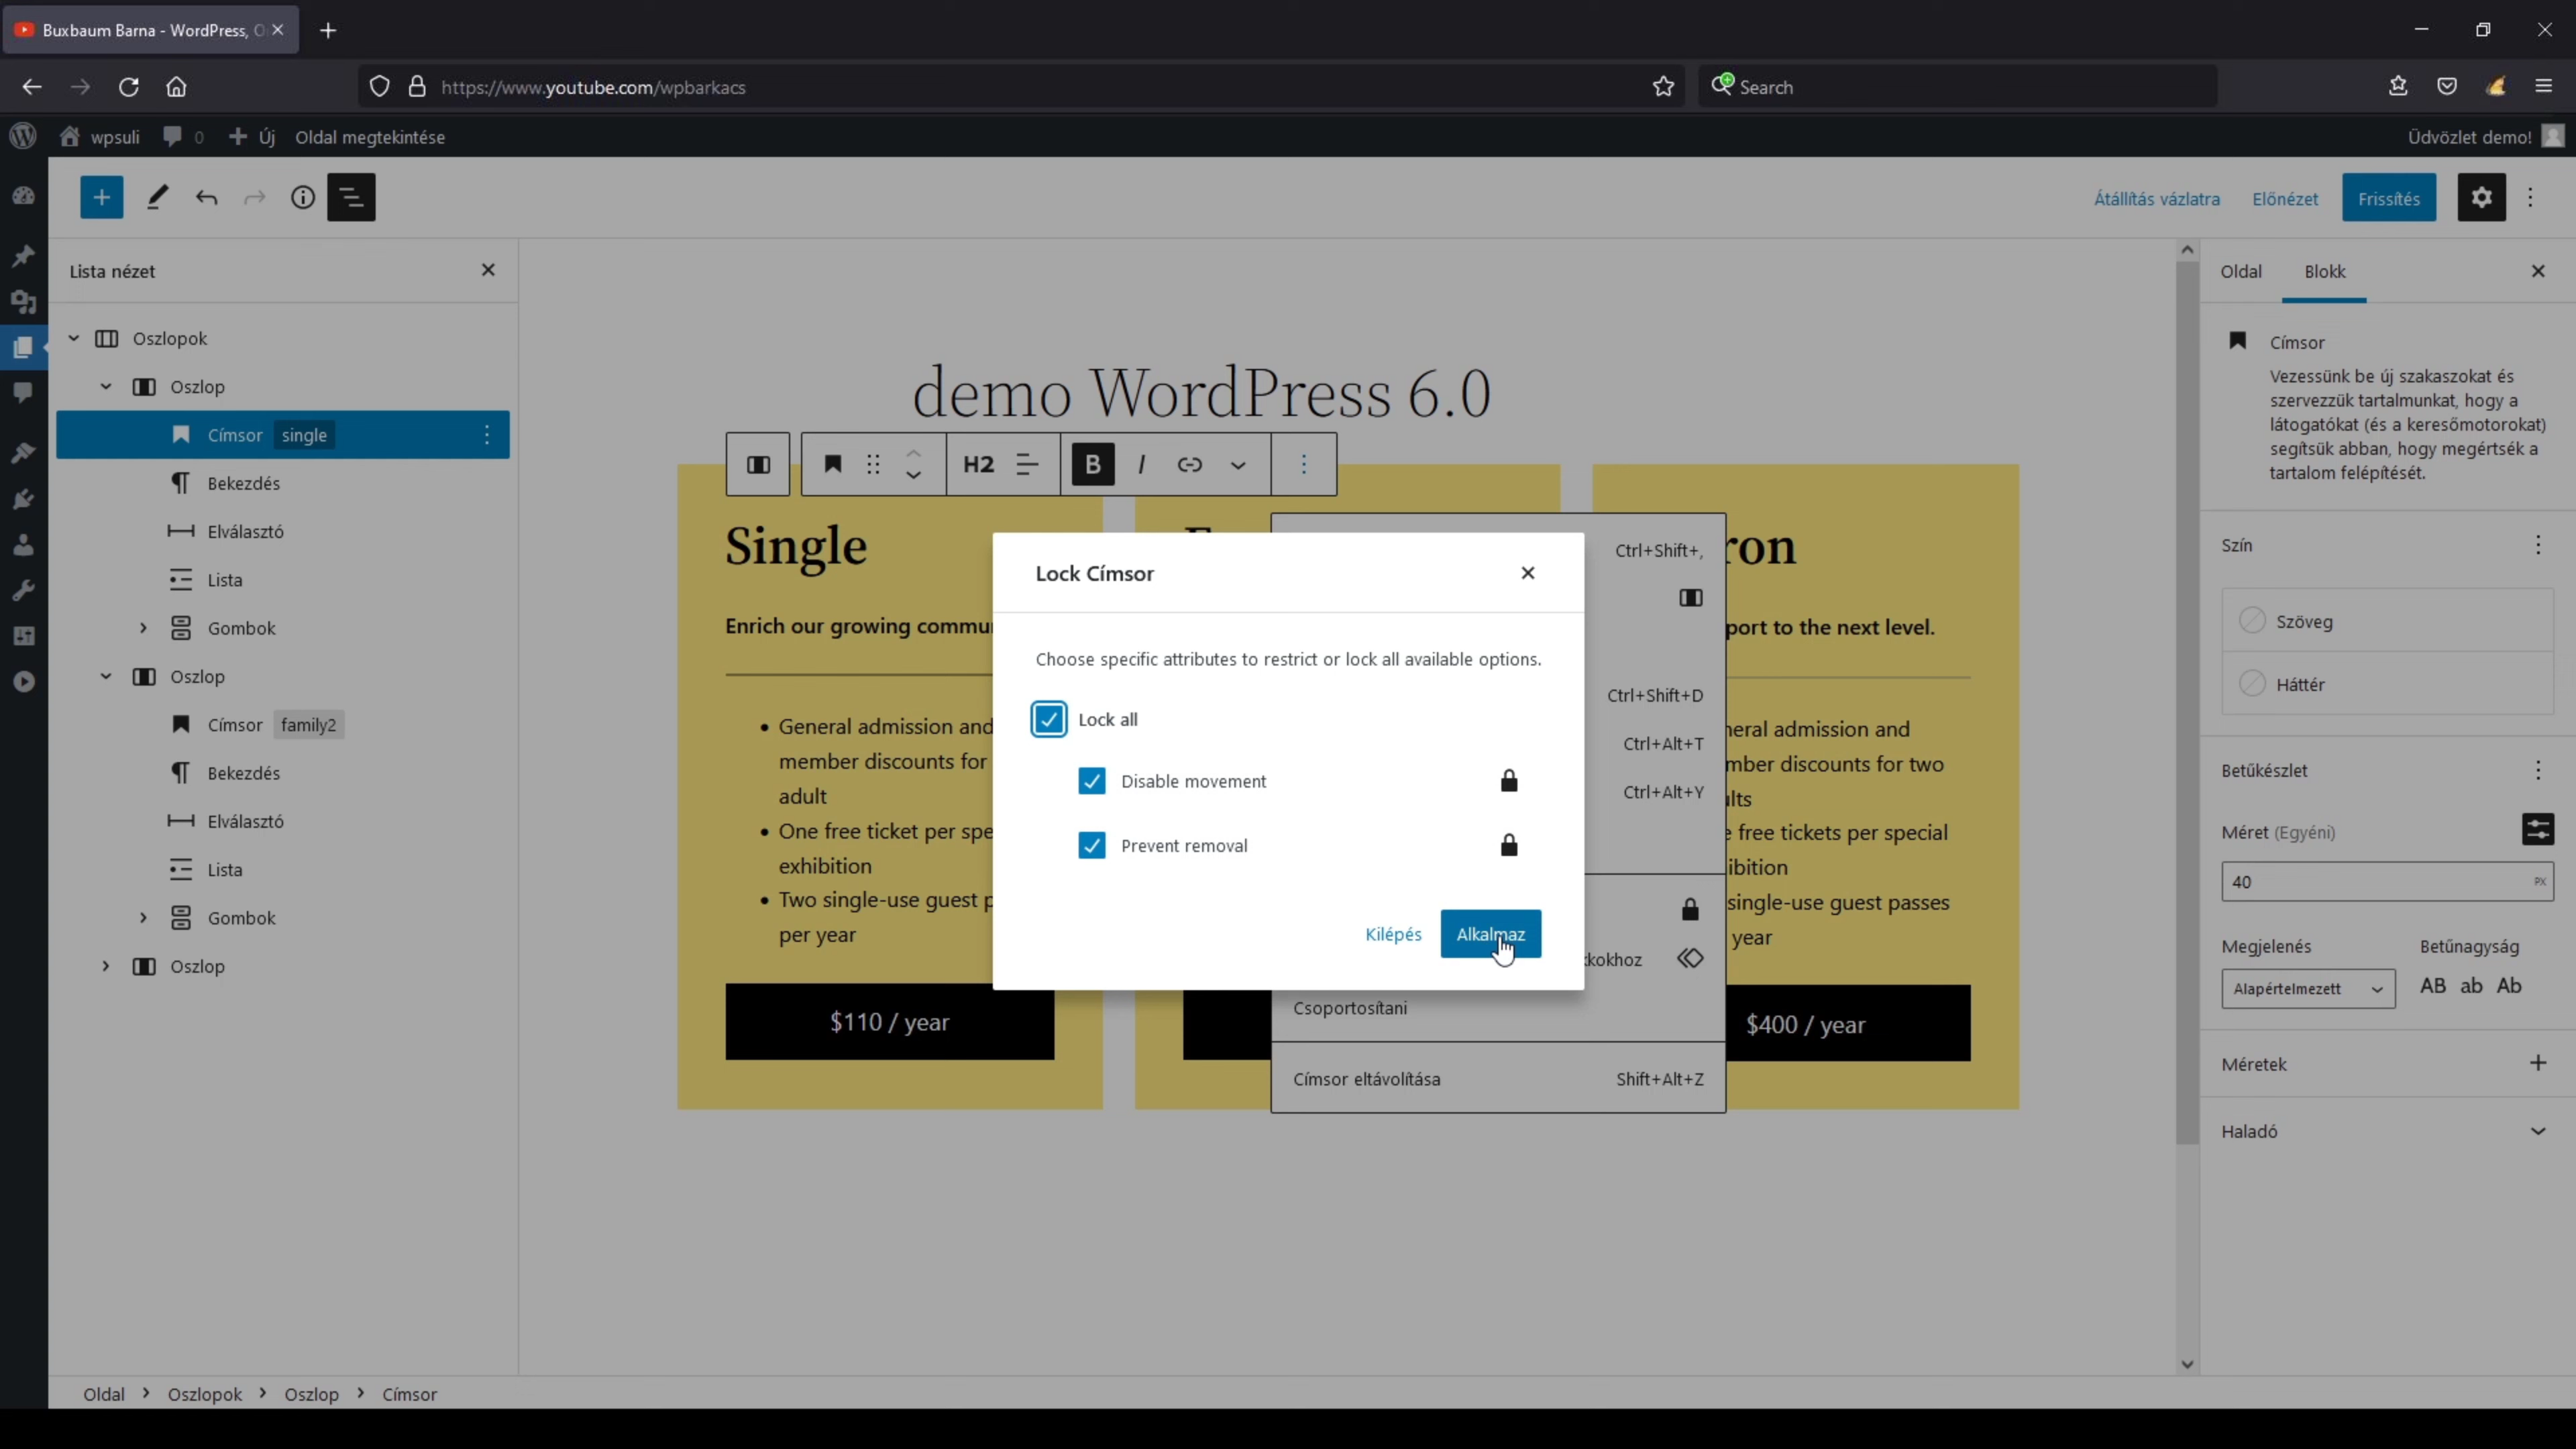 Buxbaum Barna - WordPress, O
https://www.youtube.com/wpbarkacs
Search
wpsuli
0
Új
Oldal megtekintése
Üdvözlet demo!
Átállítás vázlatra
Előnézet
Frissítés
Lista nézet
Oszlopok
Oszlop
Címsor single
Bekezdés
Elválasztó
Lista
Gombok
Oszlop
Címsor family2
Bekezdés
Elválasztó
Lista
Gombok
Oszlop
demo WordPress 6.0
H2
B I
Single
Enrich our growing commu
General admission and
member discounts for
adult
One free ticket per spe
exhibition
Two single-use guest p
per year
$110 / year
Lock Címsor
Choose specific attributes to restrict or lock all available options.
Lock all
Disable movement
Prevent removal
Kilépés
Alkalmaz
Ctrl+Shift+,
Ctrl+Shift+D
Ctrl+Alt+T
Ctrl+Alt+Y
kkokhoz
Csoportosítani
Címsor eltávolítása
Shift+Alt+Z
ron
port to the next level.
neral admission and
mber discounts for two
ults
e free tickets per special
ibition
single-use guest passes
year
$400 / year
Oldal
Blokk
Címsor
Vezessünk be új szakaszokat és
szervezzük tartalmunkat, hogy a
látogatókat (és a keresőmotorokat)
segítsük abban, hogy megértsék a
tartalom felépítését.
Szín
Szöveg
Háttér
Betűkészlet
Méret (Egyéni)
40
PX
Megjelenés
Betűnagyság
Alapértelmezett
AB ab Ab
Méretek
Haladó
Oldal
Oszlopok
Oszlop
Címsor